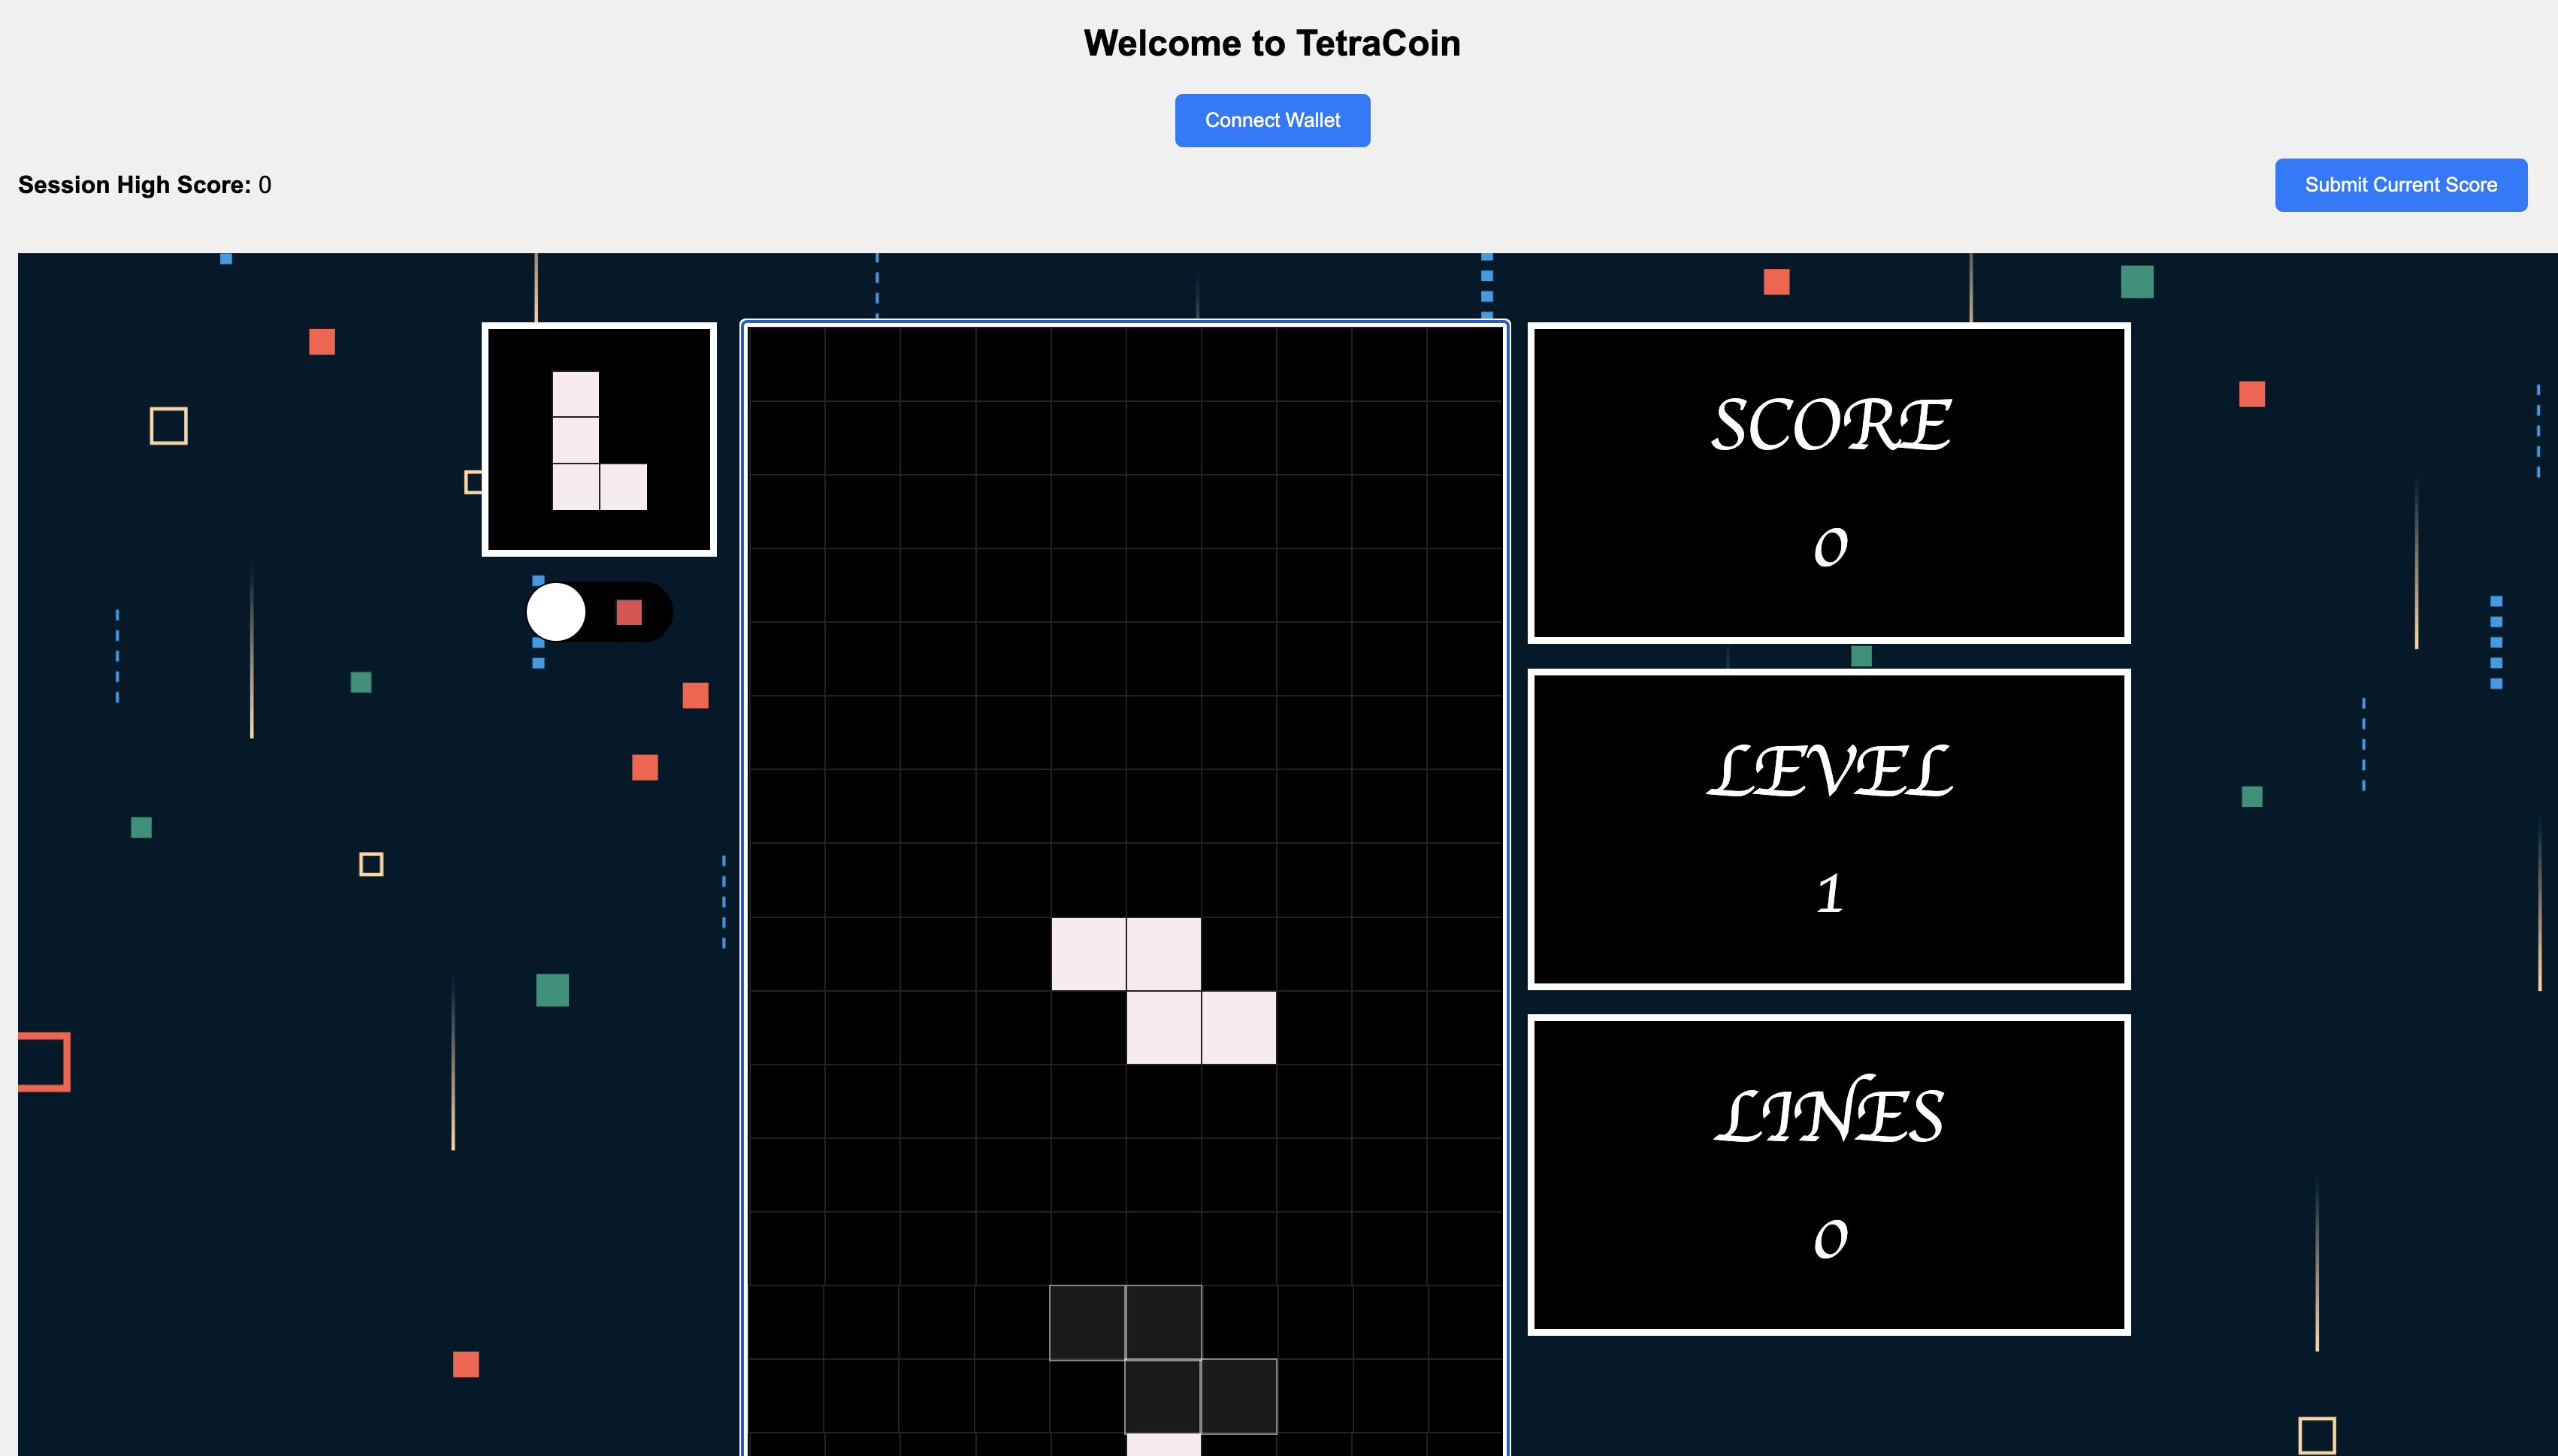 Welcome to TetraCoin
Connect Wallet
Session High Score: 0
Submit Current Score
SCORE
0
LEVEL
1
LINES
0